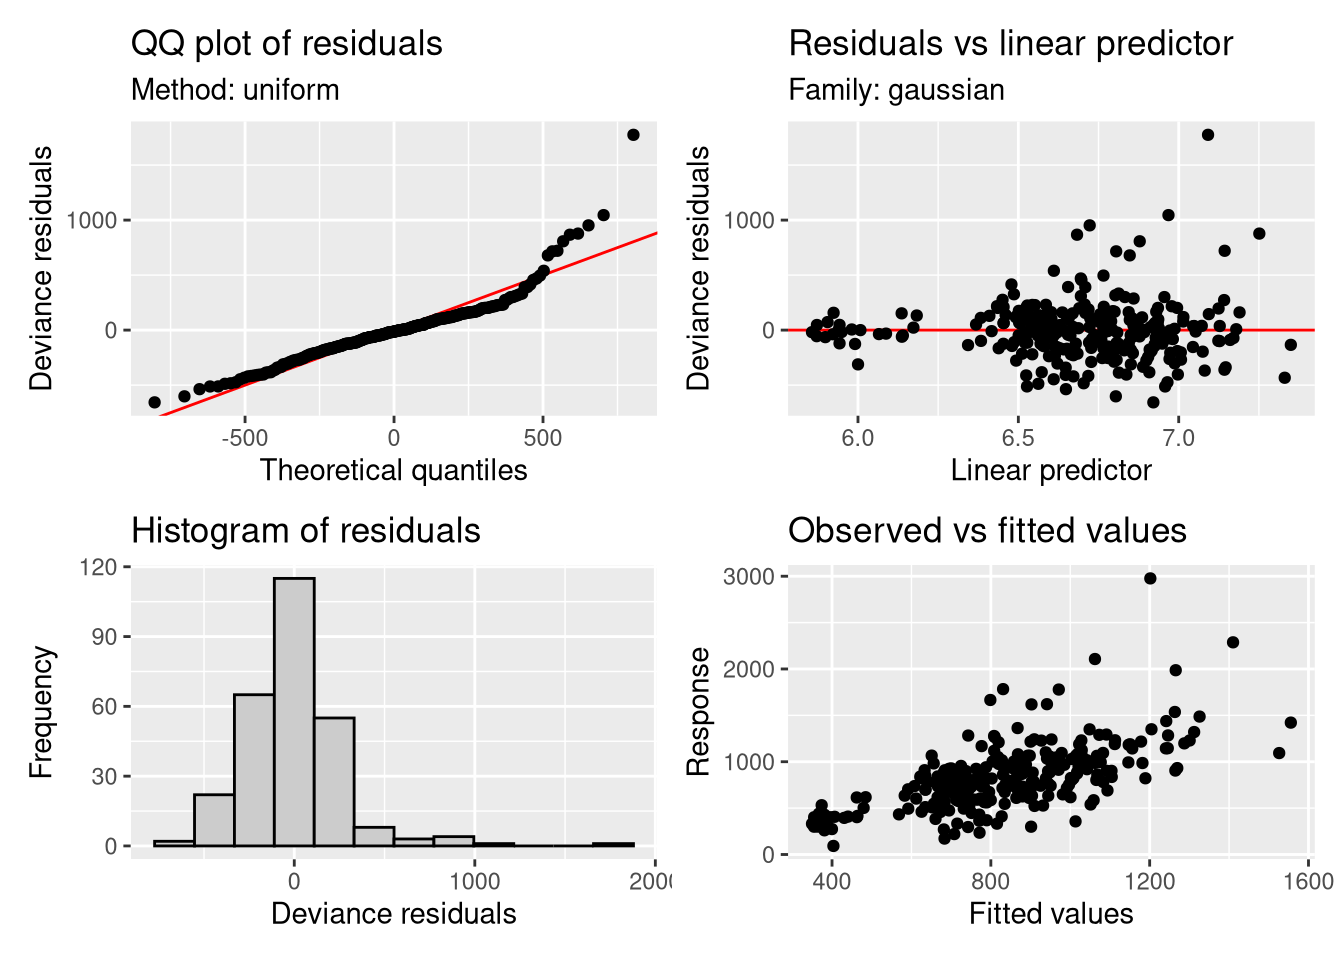 QQ plot of residuals
Method: uniform
Deviance residuals
1000
0
-500
0
500
Theoretical quantiles
Residuals vs linear predictor
Family: gaussian
Deviance residuals
1000
0
6.0
6.5
7.0
Linear predictor
Histogram of residuals
Frequency
120
90
60
30
0
0
1000
200
Deviance residuals
Observed vs fitted values
Response
3000
2000
1000
0
400
800
1200
1600
Fitted values